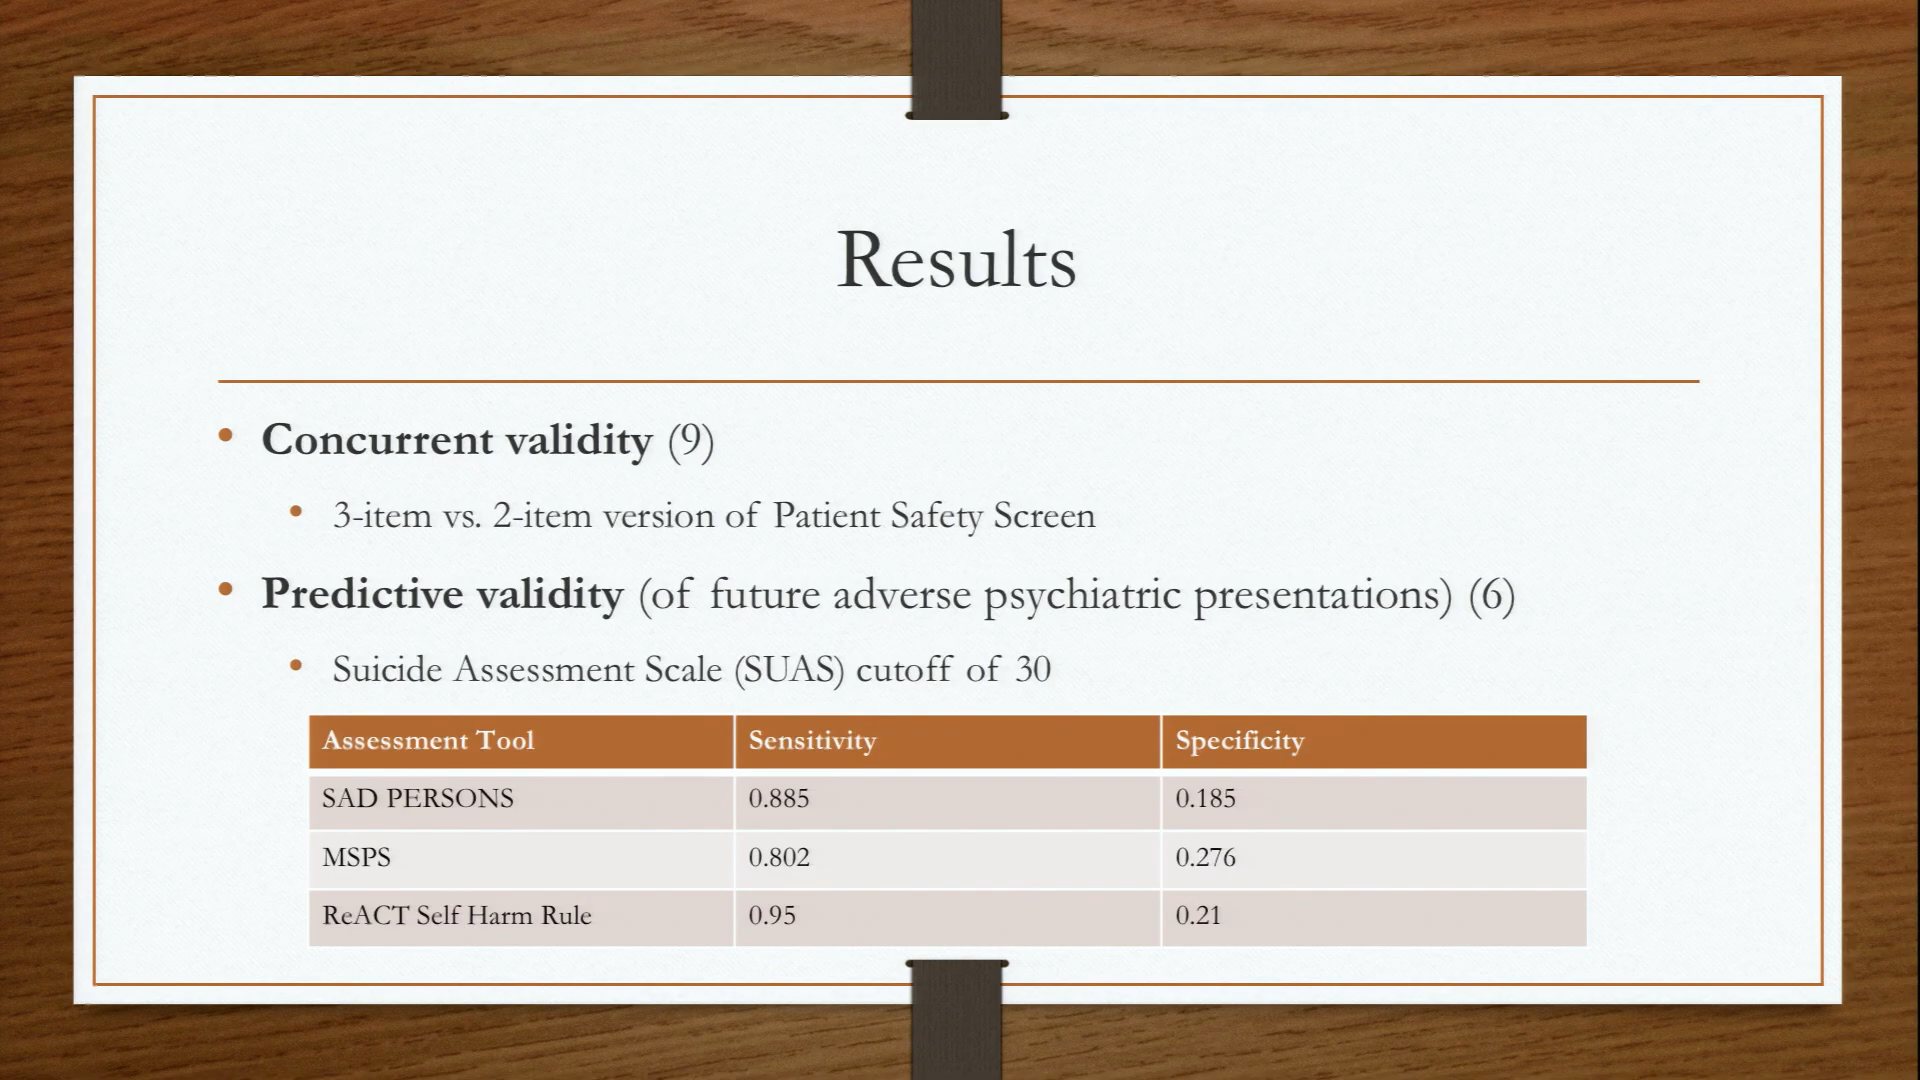 Results
• Concurrent validity (9)
• 3-item vs. 2-item version of Patient Safety Screen
• Predictive validity (of future adverse psychiatric presentations) (6)
• Suicide Assessment Scale (SUAS) cutoff of 30
Assessment Tool Sensitivity Specificity
SAD PERSONS 0.885 0.185
MSPS 0.802 0.276
ReACT Self Harm Rule 0.95 0.21